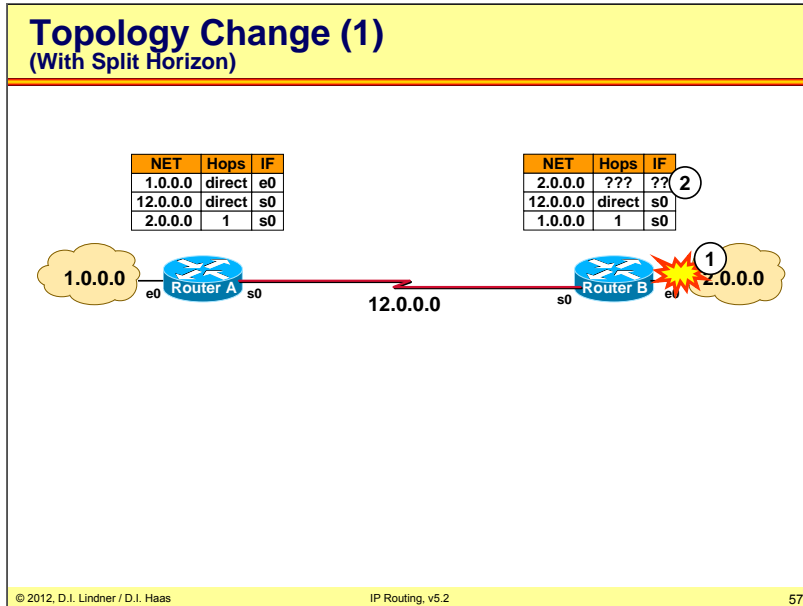 Topology Change (1)
(With Split Horizon)
NET Hops IF
1.0.0.0 direct e0
12.0.0.0 direct s0
2.0.0.0 1 s0
NET Hops IF
2.0.0.0 ??? ??
12.0.0.0 direct s0
1.0.0.0 1 s0
2
1
1.0.0.0
e0
Router A
s0
12.0.0.0
s0
Router B
e0
2.0.0.0
© 2012, D.I. Lindner / D.I. Haas
IP Routing, v5.2
57